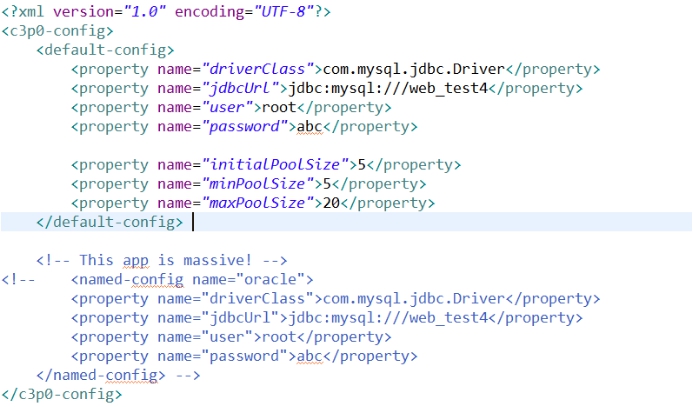 <?xml version="1.0" encoding="UTF-8"?>
<c3p0-config>
    <default-config>
        <property name="driverClass">com.mysql.jdbc.Driver</property>
        <property name="jdbcUrl">jdbc:mysql:///web_test4</property>
        <property name="user">root</property>
        <property name="password">abc</property>

        <property name="initialPoolSize">5</property>
        <property name="minPoolSize">5</property>
        <property name="maxPoolSize">20</property>
    </default-config>

    <!-- This app is massive! -->
<!--    <named-config name="oracle">
        <property name="driverClass">com.mysql.jdbc.Driver</property>
        <property name="jdbcUrl">jdbc:mysql:///web_test4</property>
        <property name="user">root</property>
        <property name="password">abc</property>
    </named-config> -->
</c3p0-config>